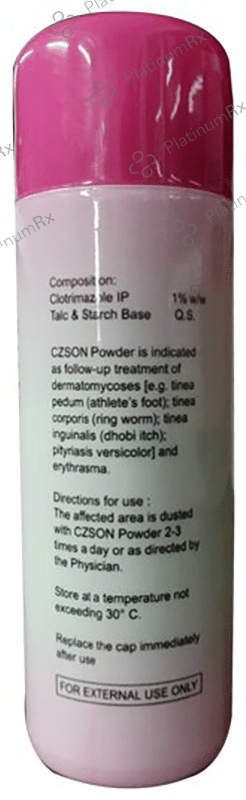 PlatinumRx
Composition:
Clotrimazole IP 1% w/w
Talc & Starch Base Q.S.
CZSON Powder is indicated
as follow-up treatment of
dermatomycoses [e.g. tinea
pedum (athlete's foot); tinea
corporis (ring worm); tinea
inguinalis (dhobi itch);
pityriasis versicolor] and
erythrasma.
Directions for use :
The affected area is dusted
with CZSON Powder 2-3
times a day or as directed by
the Physician.
Store at a temperature not
exceeding 30° C.
Replace the cap immediately
after use
FOR EXTERNAL USE ONLY